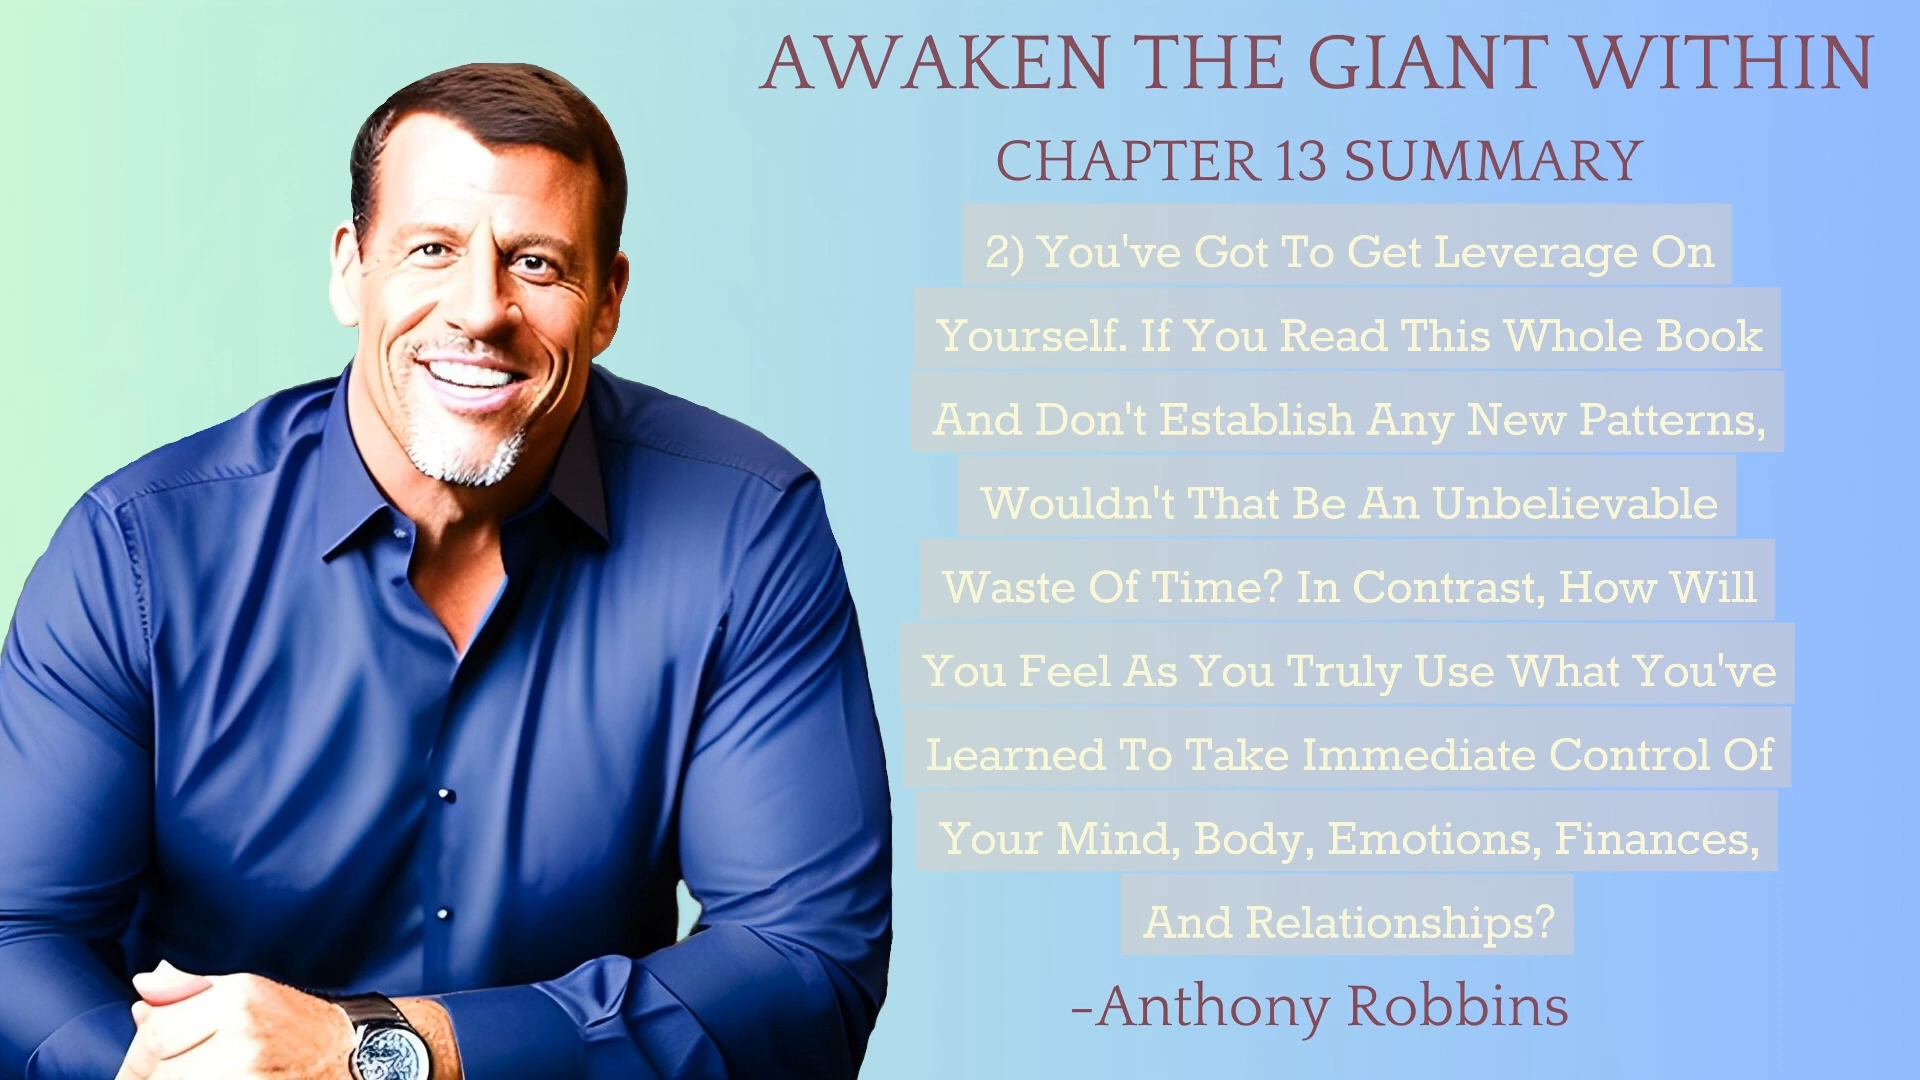 AWAKEN THE GIANT WITHIN
CHAPTER 13 SUMMARY
2) You've Got To Get Leverage On
Yourself. If You Read This Whole Book
And Don't Establish Any New Patterns,
Wouldn't That Be An Unbelievable
Waste Of Time? In Contrast, How Will
You Feel As You Truly Use What You've
Learned To Take Immediate Control Of
Your Mind, Body, Emotions, Finances,
And Relationships?
-Anthony Robbins